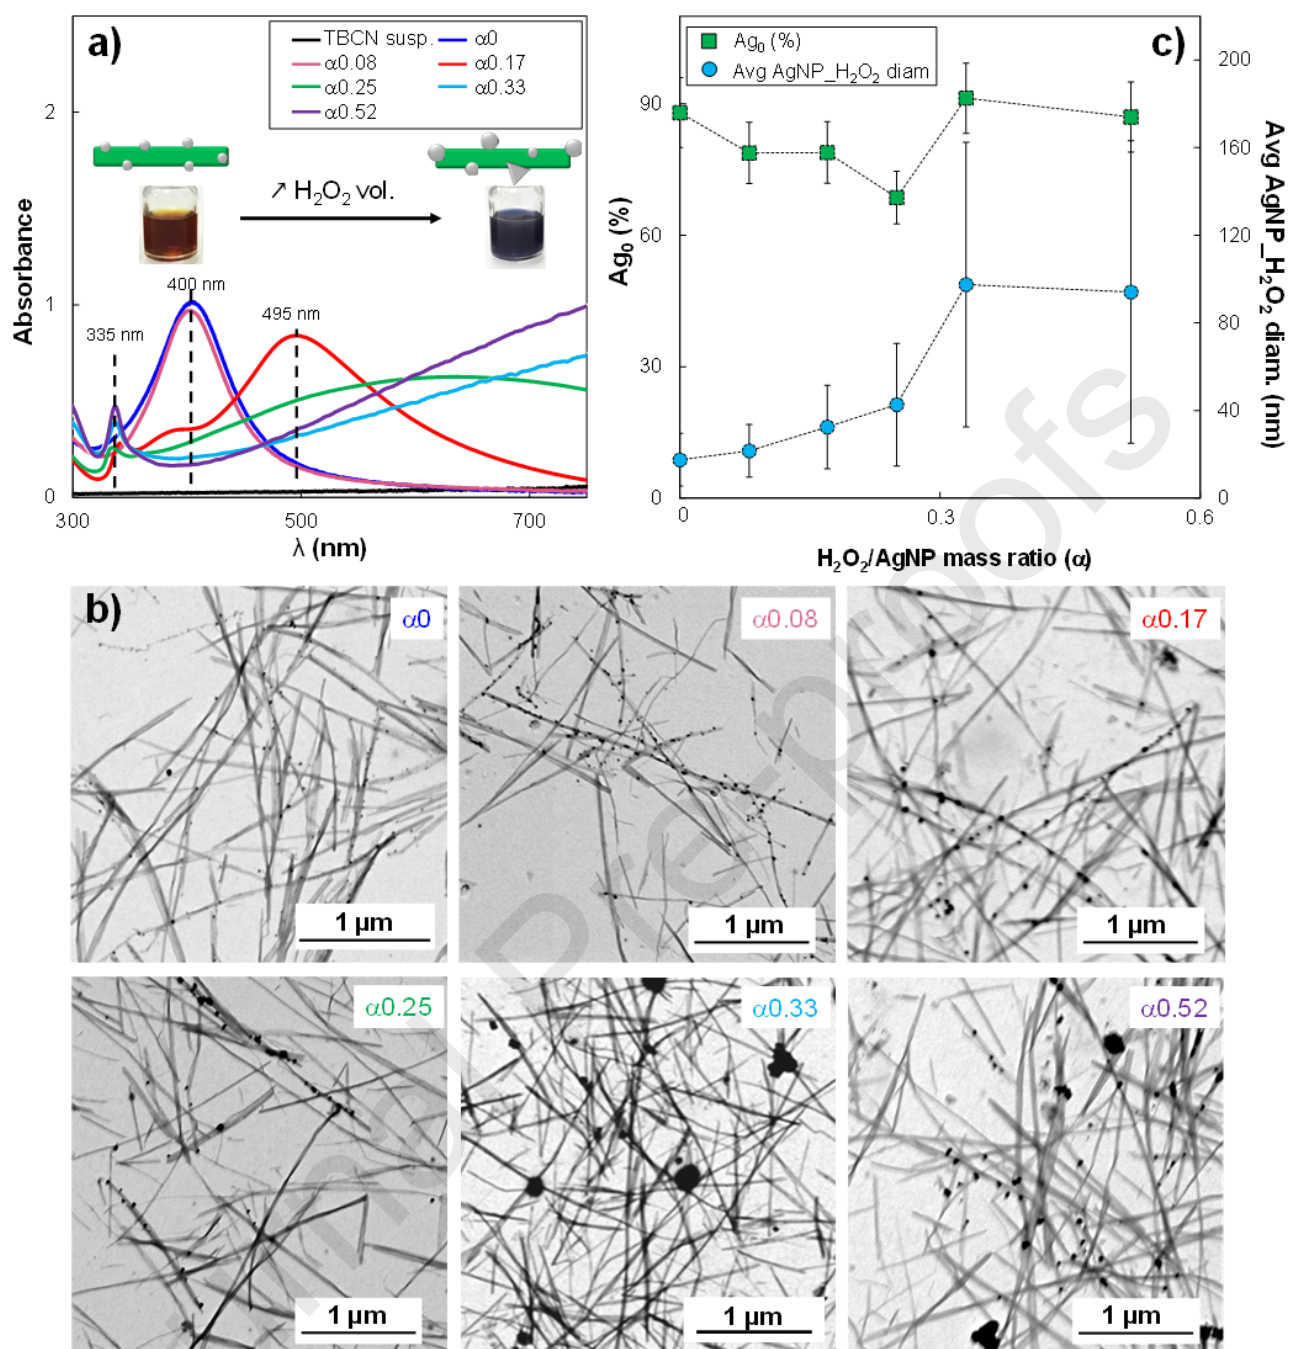 a)
TBCN susp.
α0
α0.08
α0.17
α0.25
α0.33
α0.52
↗ H₂O₂ vol.
335 nm
400 nm
495 nm
Absorbance
2
1
0
300
500
700
λ (nm)
c)
Ag₀ (%)
Avg AgNP_H₂O₂ diam
Ag₀ (%)
90
60
30
0
200
160
120
80
40
0
Avg AgNP_H₂O₂ diam. (nm)
0
0.3
0.6
H₂O₂/AgNP mass ratio (α)
b)
α0
1 µm
α0.08
1 µm
α0.17
1 µm
α0.25
1 µm
α0.33
1 µm
α0.52
1 µm